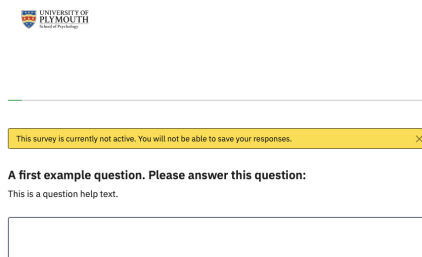 UNIVERSITY OF
PLYMOUTH
School of Psychology
This survey is currently not active. You will not be able to save your responses.
A first example question. Please answer this question:
This is a question help text.